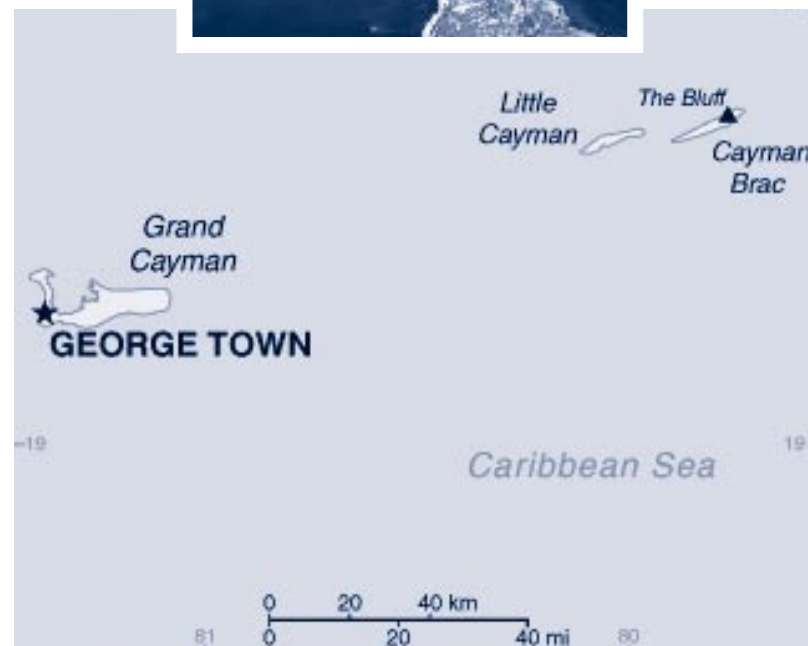 Little
Cayman
The Bluff
Cayman
Brac
Grand
Cayman
GEORGE TOWN
19
19
Caribbean Sea
0 20 40 km
0 20 40 mi
81 80